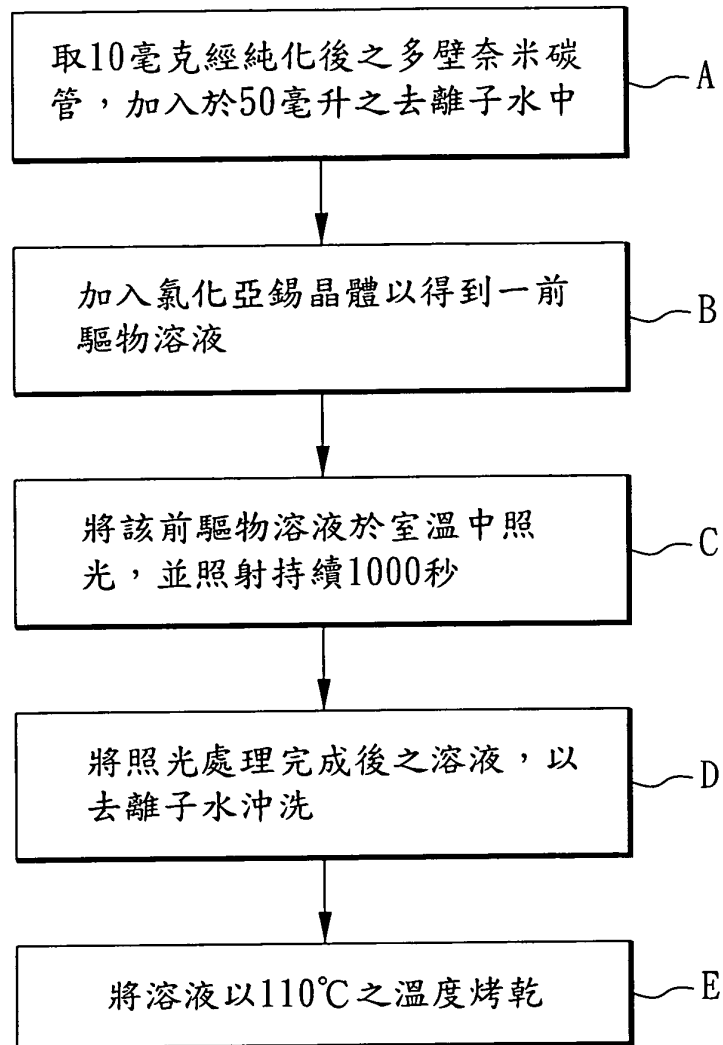 取10毫克經純化後之多壁奈米碳
管，加入於50毫升之去離子水中
A
加入氯化亞錫晶體以得到一前
驅物溶液
B
將該前驅物溶液於室溫中照
光，並照射持續1000秒
C
將照光處理完成後之溶液，以
去離子水沖洗
D
將溶液以110℃之溫度烤乾
E